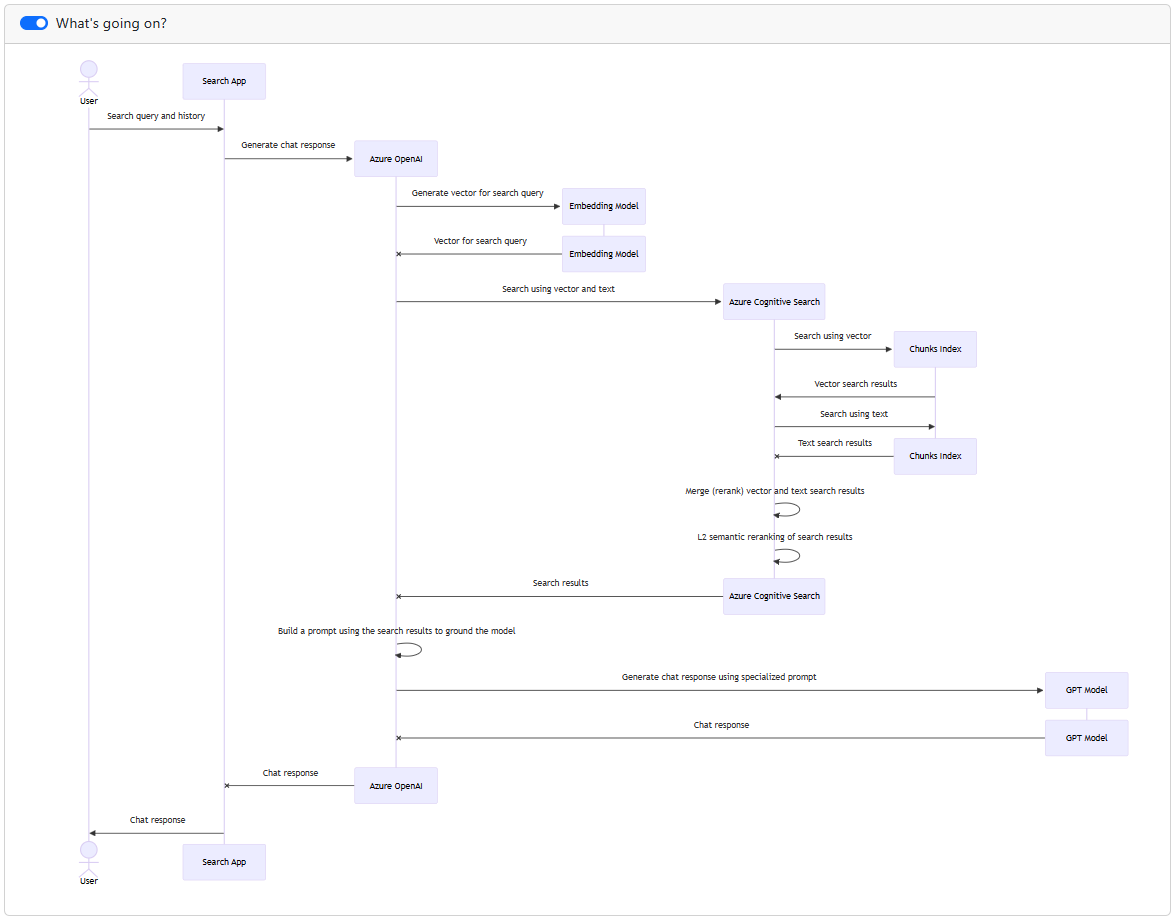 What's going on?
Search App
User
Search query and history
Generate chat response
Azure OpenAI
Generate vector for search query
Embedding Model
Vector for search query
Embedding Model
Search using vector and text
Azure Cognitive Search
Search using vector
Chunks Index
Vector search results
Search using text
Text search results
Chunks Index
Merge (rerank) vector and text search results
L2 semantic reranking of search results
Search results
Azure Cognitive Search
Build a prompt using the search results to ground the model
Generate chat response using specialized prompt
GPT Model
Chat response
GPT Model
Chat response
Azure OpenAI
Chat response
Search App
User